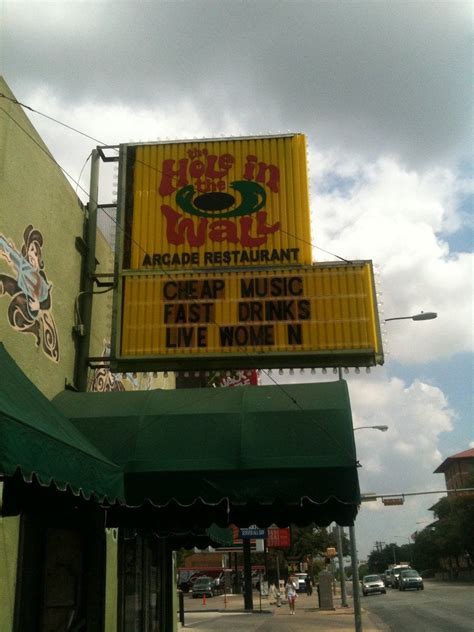 the
Hole in
the
Wall
ARCADE RESTAURANT
CHEAP MUSIC
FAST DRINKS
LIVE WOMEN